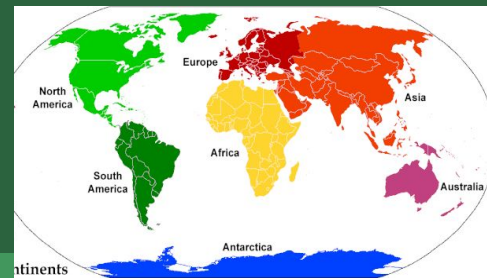 Europe
North
America
Asia
Africa
South
America
Australia
Antarctica
ntinents